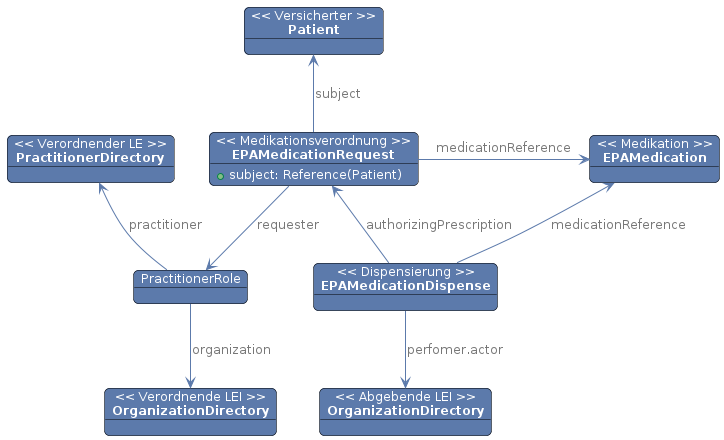 << Versicherter >>
Patient
subject
<< Verordnender LE >>
PractitionerDirectory
<< Medikationsverordnung >>
EPAMedicationRequest
subject: Reference(Patient)
medicationReference
<< Medikation >>
EPAMedication
practitioner
requester
authorizingPrescription
medicationReference
PractitionerRole
<< Dispensierung >>
EPAMedicationDispense
organization
perfomer.actor
<< Verordnende LEI >>
OrganizationDirectory
<< Abgebende LEI >>
OrganizationDirectory